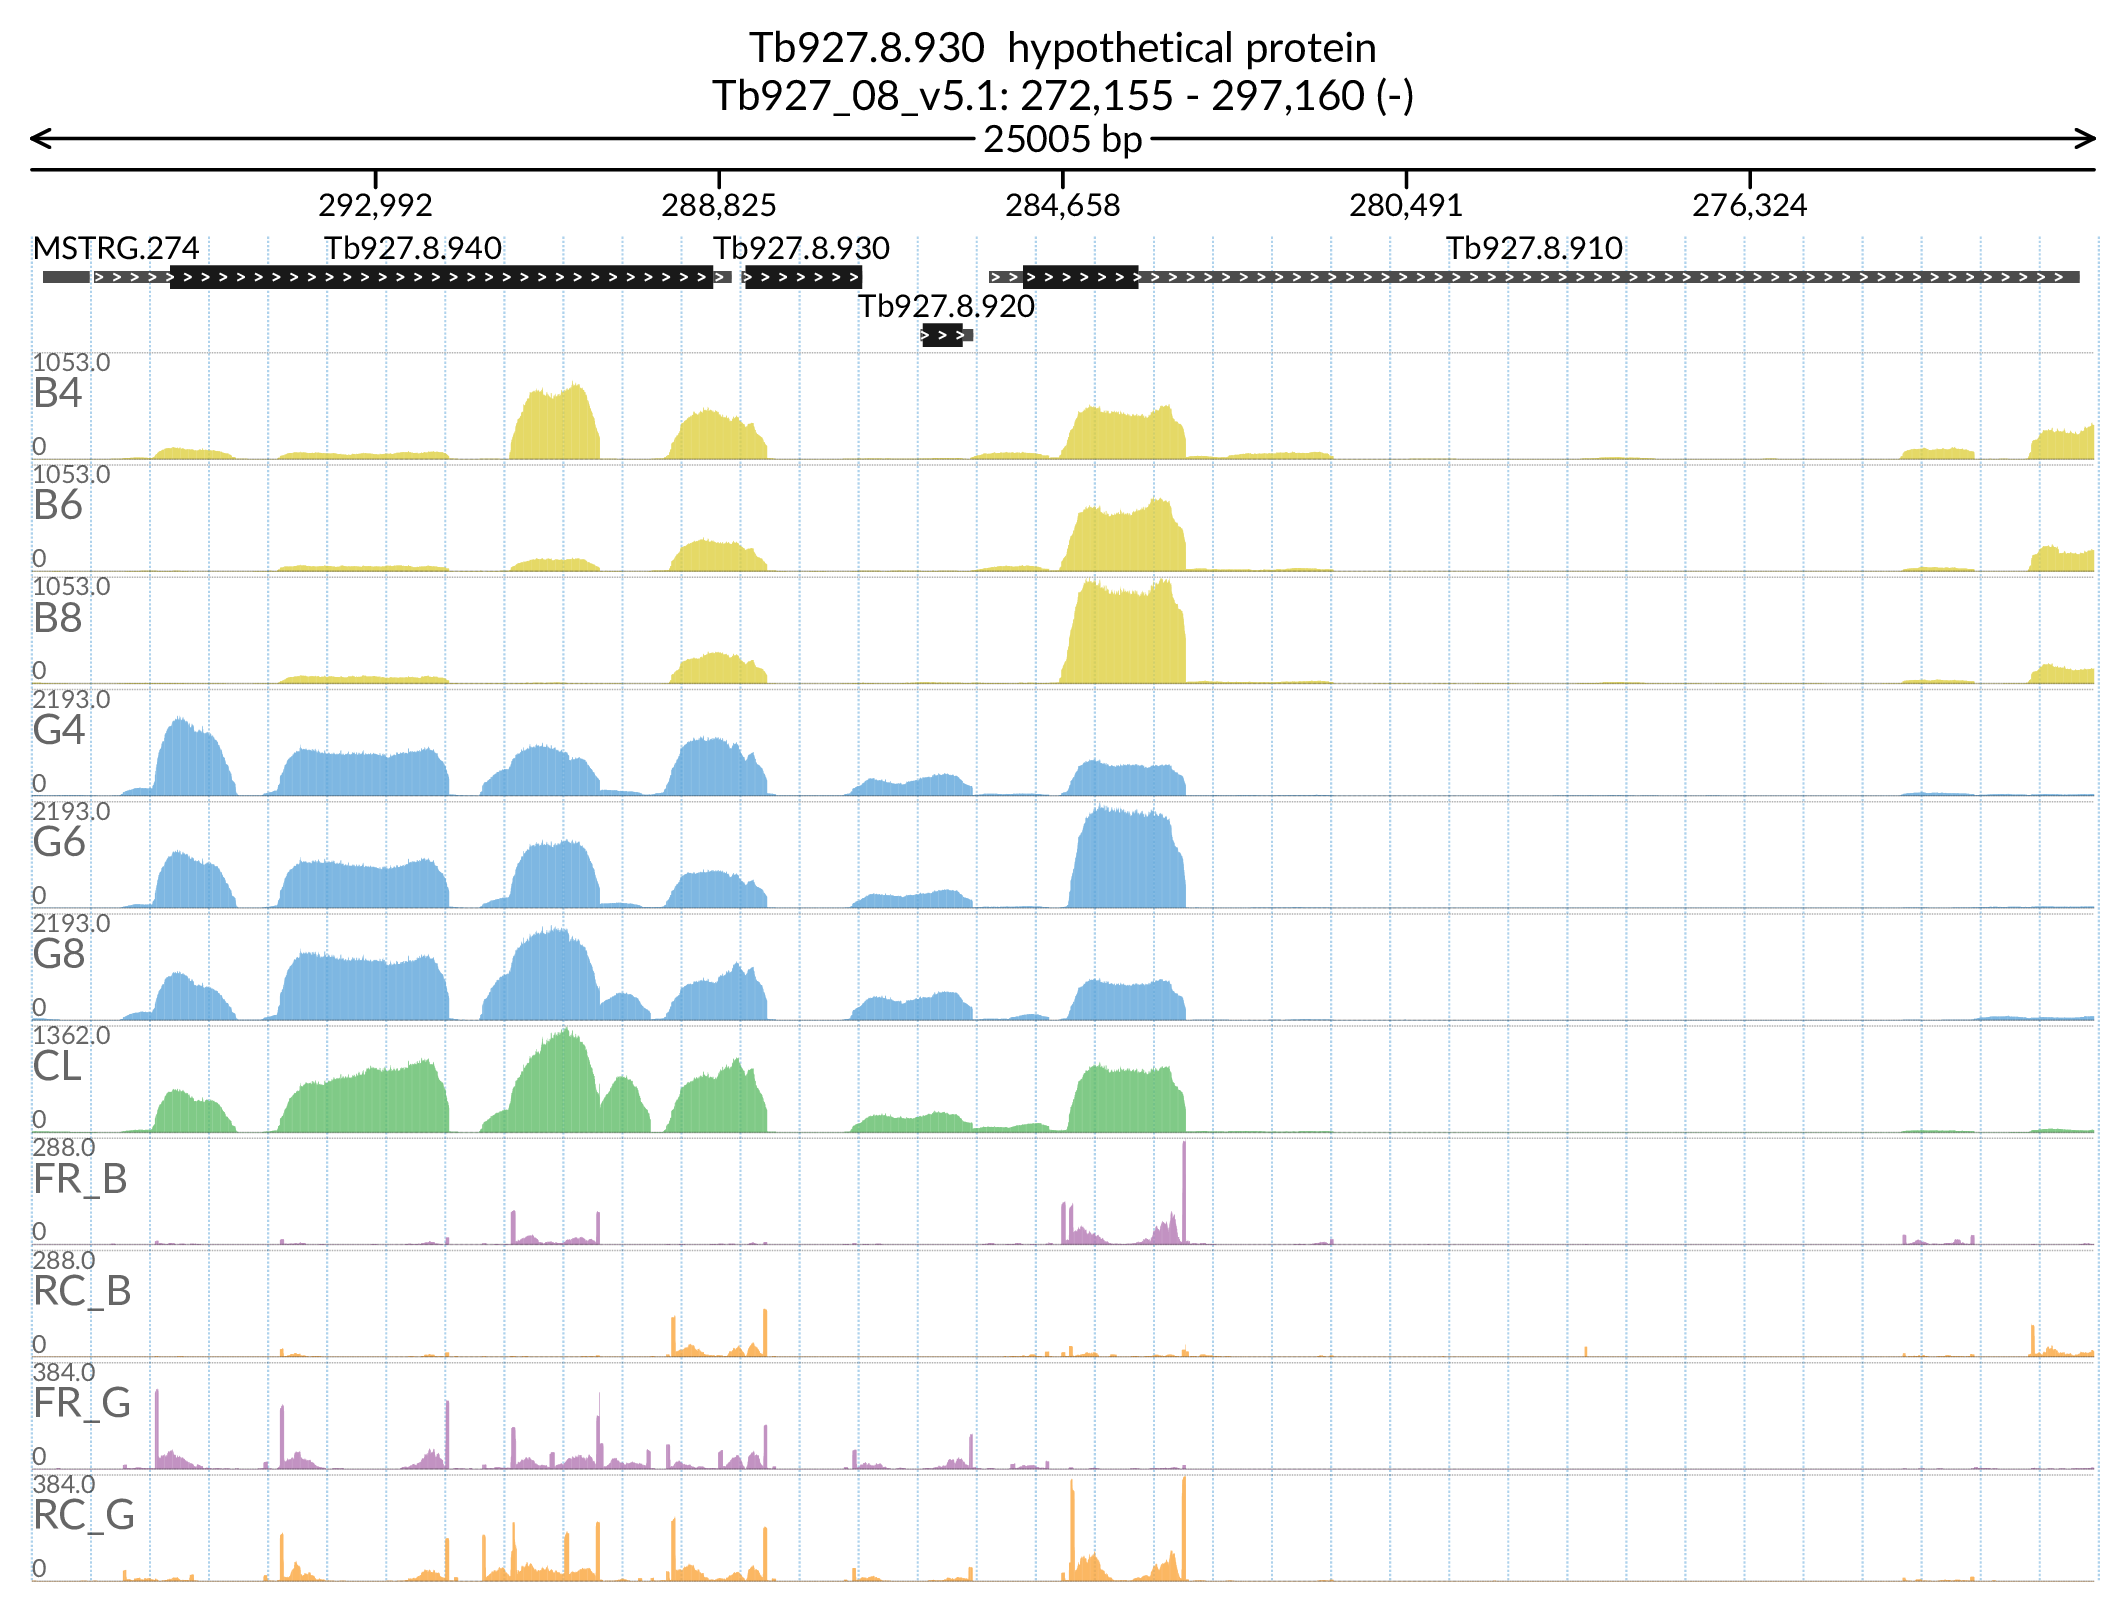 Tb927.8.930 hypothetical protein
Tb927_08_v5.1: 272,155 - 297,160 (-)
25005 bp
292,992 288,825 284,658 280,491 276,324
MSTRG.274 Tb927.8.940 Tb927.8.930 Tb927.8.910
Tb927.8.920
1053.0
B4
0
1053.0
B6
0
1053.0
B8
0
2193.0
G4
0
2193.0
G6
0
2193.0
G8
0
1362.0
CL
0
288.0
FR_B
0
288.0
RC_B
0
384.0
FR_G
0
384.0
RC_G
0